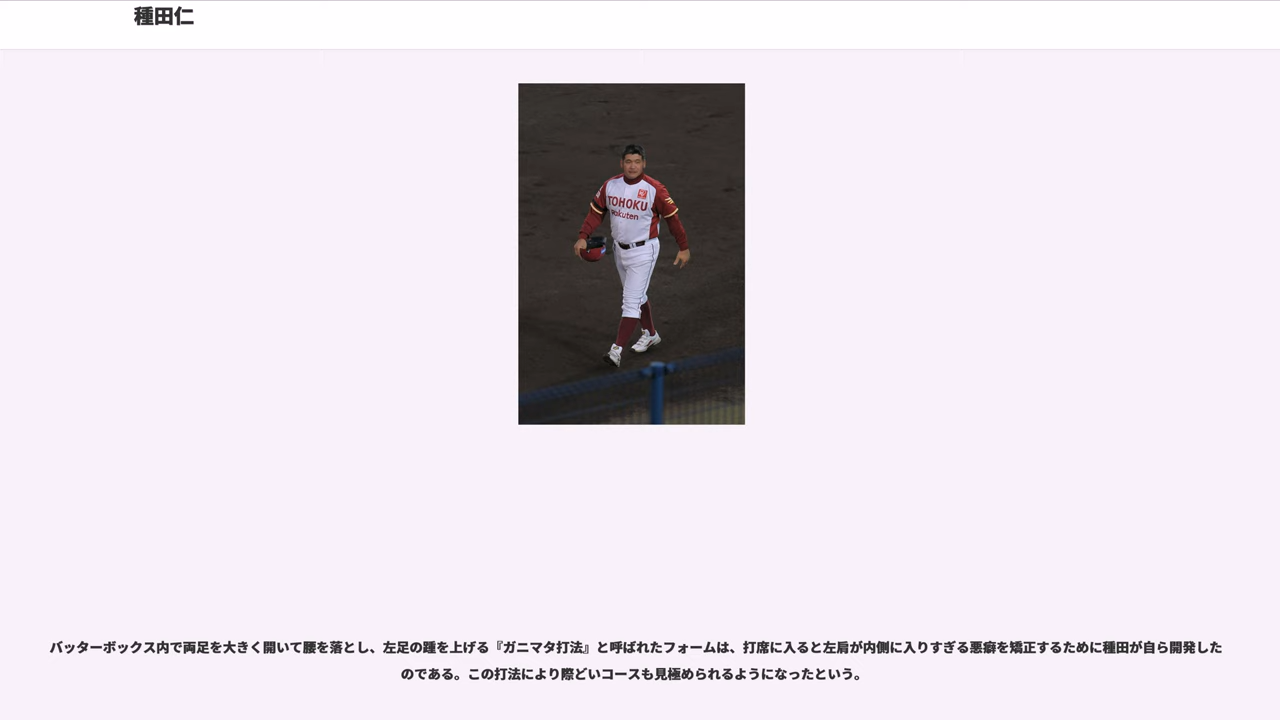 種田仁
TOHOKU
Rakuten
バッターボックス内で両足を大きく開いて腰を落とし、左足の踵を上げる『ガニマタ打法』と呼ばれたフォームは、打席に入ると左肩が内側に入りすぎる悪癖を矯正するために種田が自ら開発した
のである。この打法により際どいコースも見極められるようになったという。